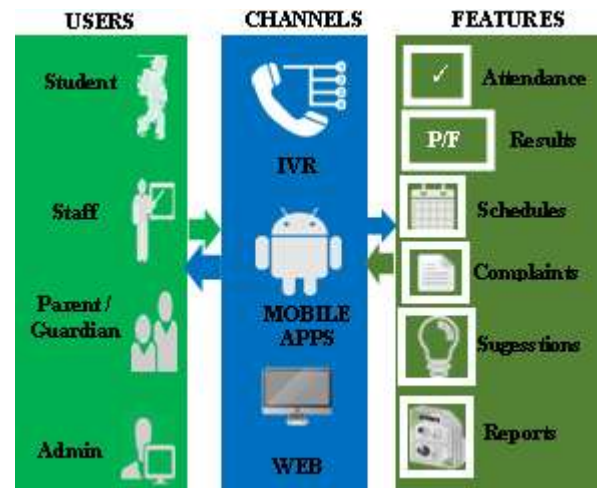 USERS
CHANNELS
FEATURES
Student
Staff
Parent /
Guardian
Admin
IVR
MOBILE
APPS
WEB
✓
Attendance
P/F
Results
Schedules
Complaints
Sugesstions
Reports